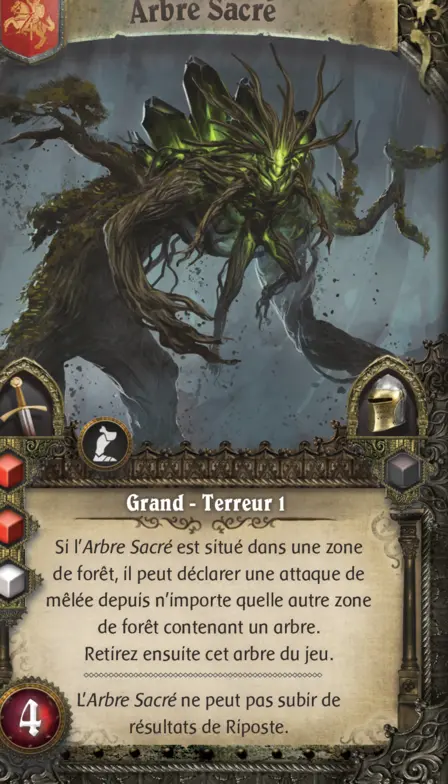 Arbre Sacré
Grand - Terreur 1
Si l'Arbre Sacré est situé dans une zone
de forêt, il peut déclarer une attaque de
mêlée depuis n'importe quelle autre zone
de forêt contenant un arbre.
Retirez ensuite cet arbre du jeu.
L'Arbre Sacré ne peut pas subir de
résultats de Riposte.
4